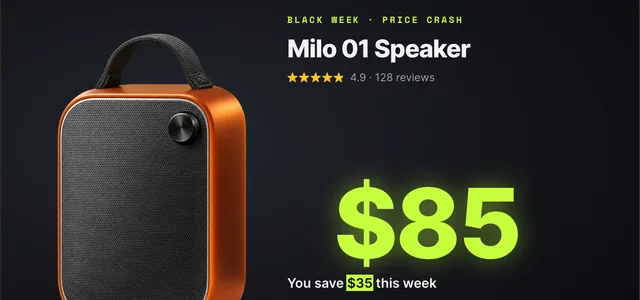 BLACK WEEK · PRICE CRASH
Milo 01 Speaker
★★★★★ 4.9 · 128 reviews
$85
You save $35 this week